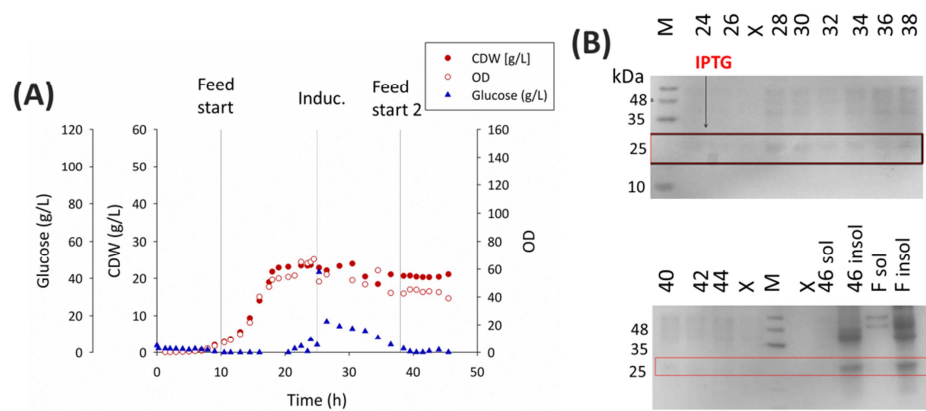 (A)
Feed
start
Induc.
Feed
start 2
CDW [g/L]
OD
Glucose (g/L)
120 60 160
100 50 140
80 40 120
60 30 100
40 20 80
20 10 60
0 0 40
20
0
Glucose (g/L)
CDW (g/L)
OD
0 10 20 30 40 50
Time (h)
(B)
M 24 26 X 28 30 32 34 36 38
IPTG
kDa
48
35
25
10
40 42 44 X M X 46 sol 46 insol F sol F insol
48
35
25